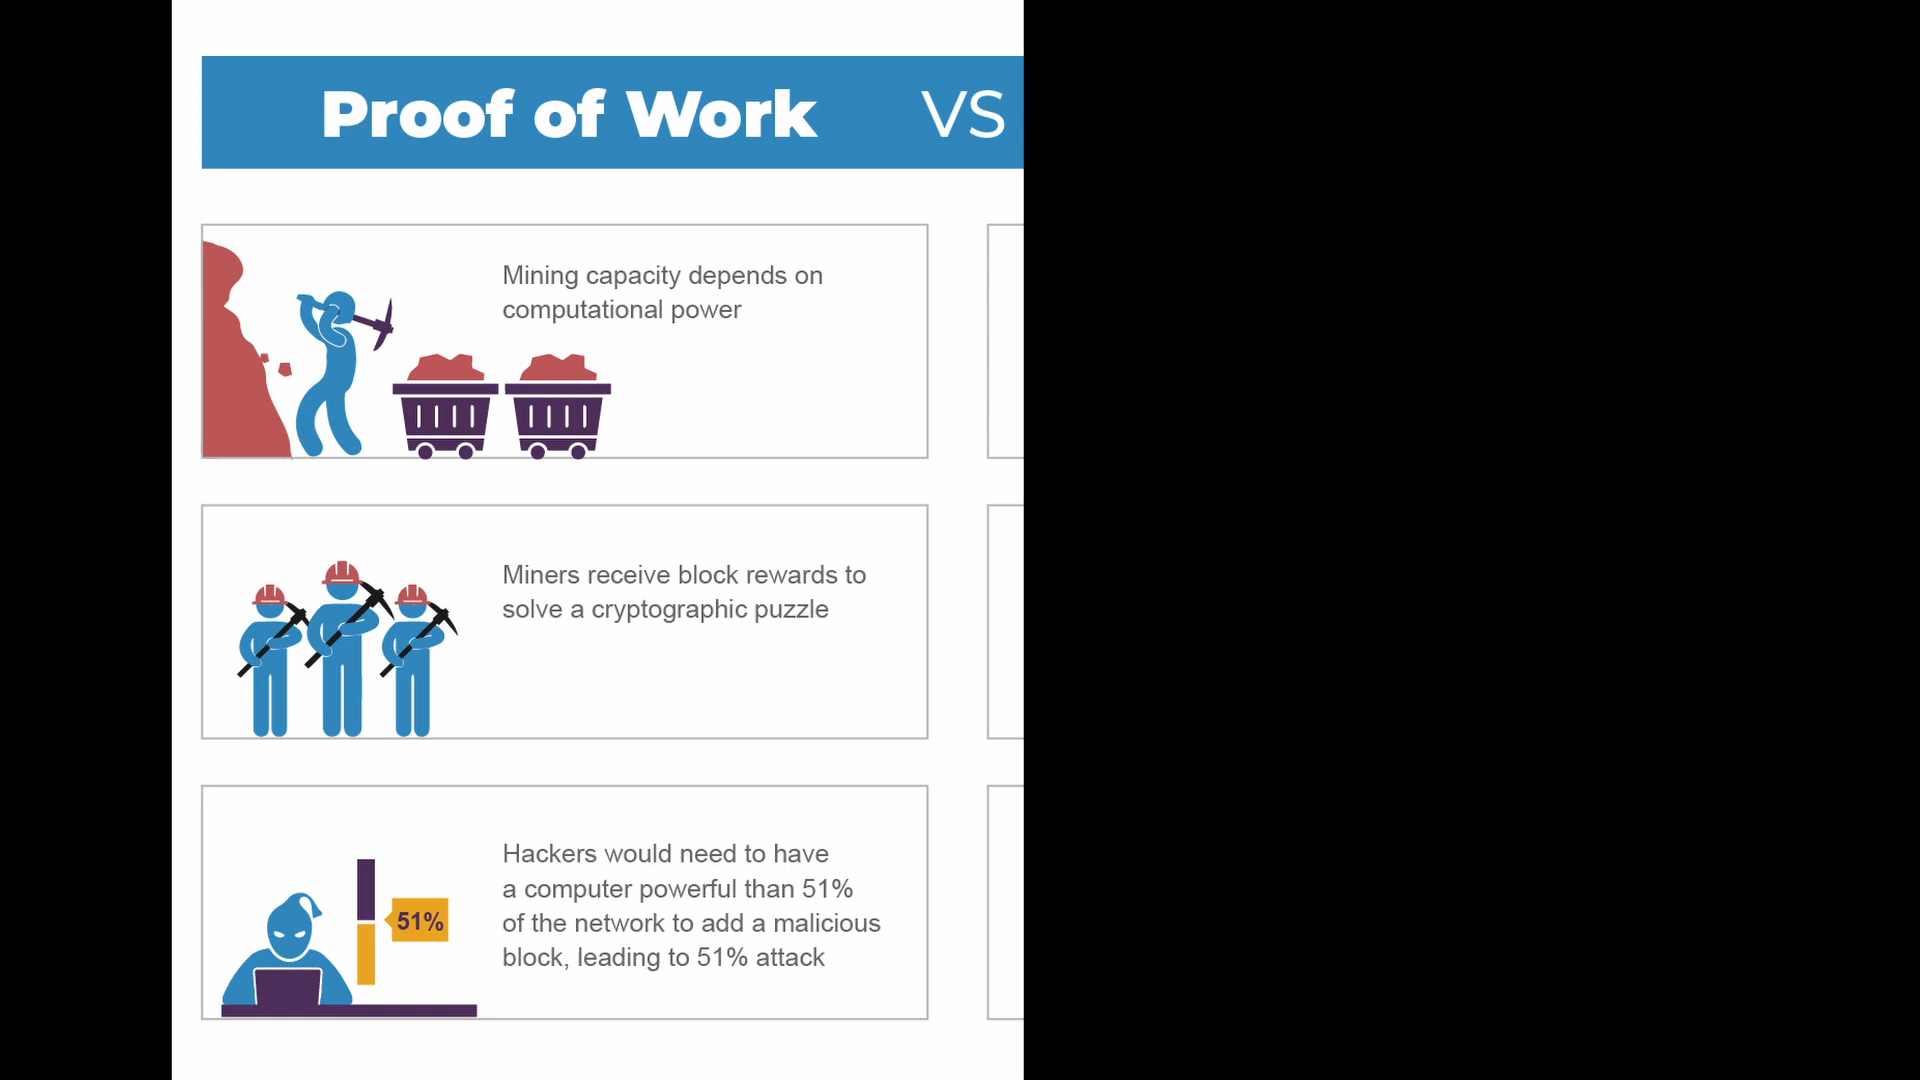 Proof of Work VS
Mining capacity depends on
computational power
Miners receive block rewards to
solve a cryptographic puzzle
Hackers would need to have
a computer powerful than 51%
of the network to add a malicious
block, leading to 51% attack
51%